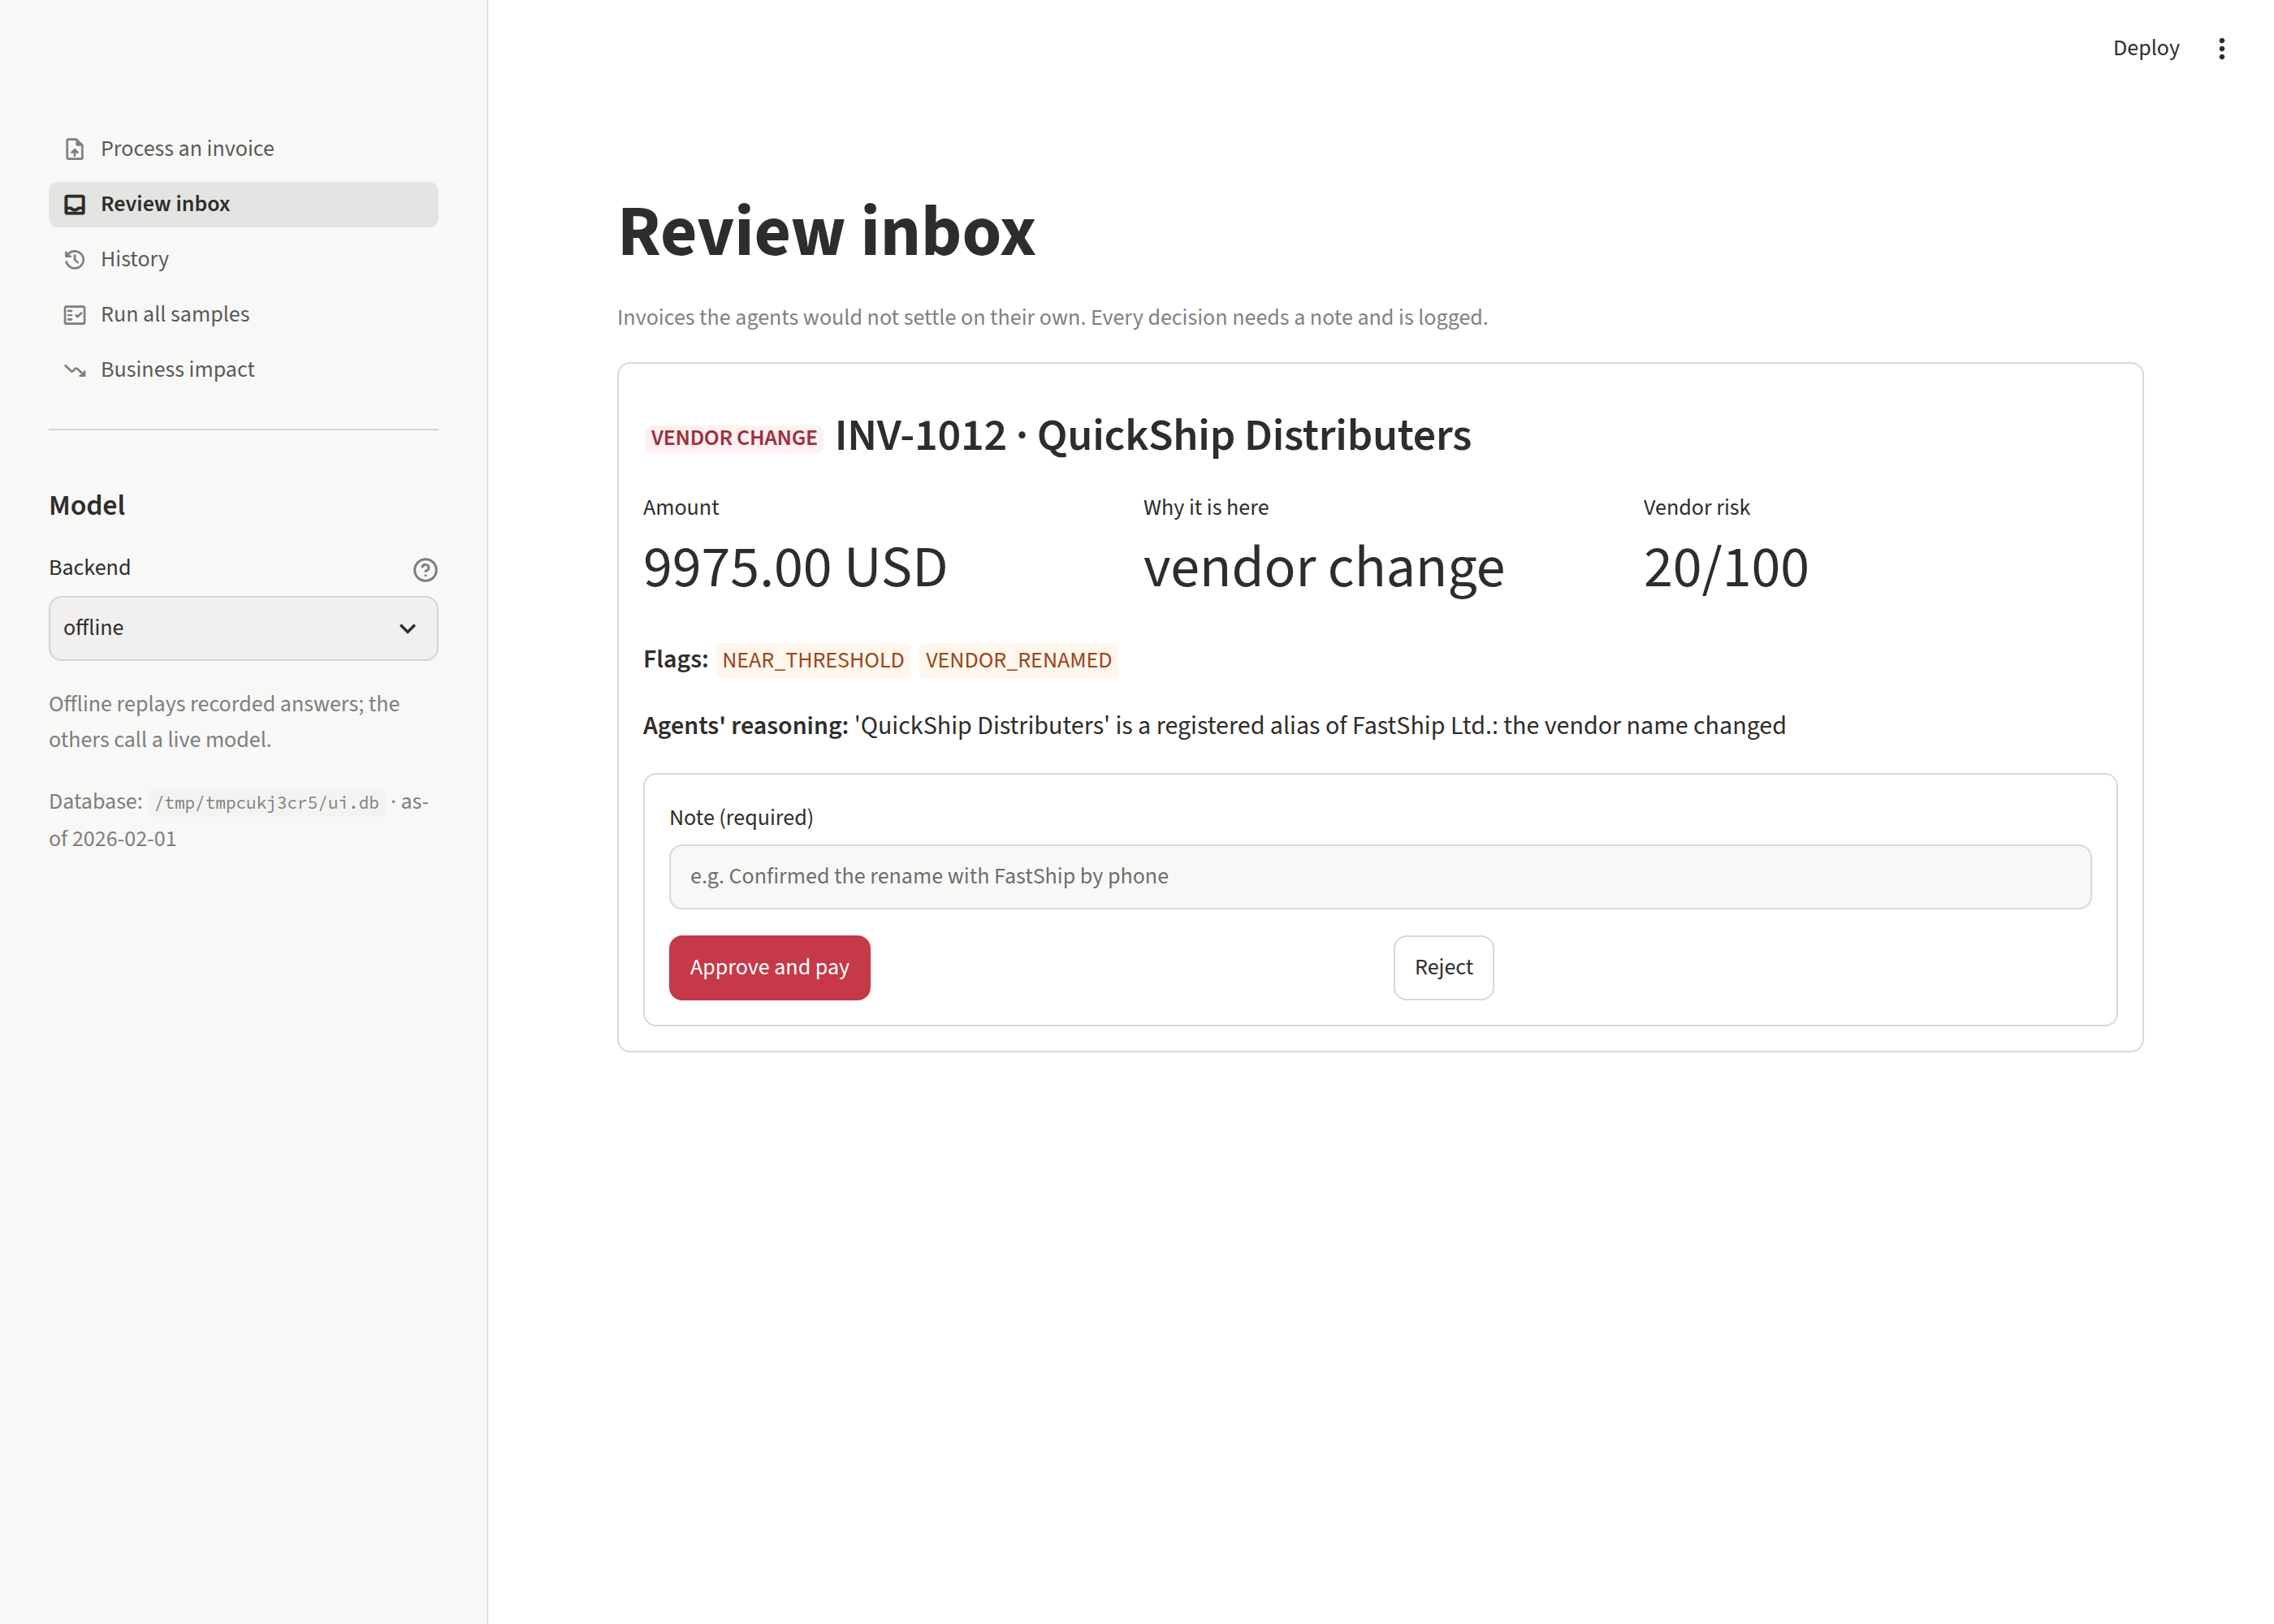 Deploy
Process an invoice
Review inbox
History
Run all samples
Business impact
Model
Backend
offline
Offline replays recorded answers; the
others call a live model.
Database: /tmp/tmpcukj3cr5/ui.db · as-
of 2026-02-01
Review inbox
Invoices the agents would not settle on their own. Every decision needs a note and is logged.
VENDOR CHANGE INV-1012 · QuickShip Distributers
Amount Why it is here Vendor risk
9975.00 USD vendor change 20/100
Flags: NEAR_THRESHOLD VENDOR_RENAMED
Agents' reasoning: 'QuickShip Distributers' is a registered alias of FastShip Ltd.: the vendor name changed
Note (required)
e.g. Confirmed the rename with FastShip by phone
Approve and pay Reject